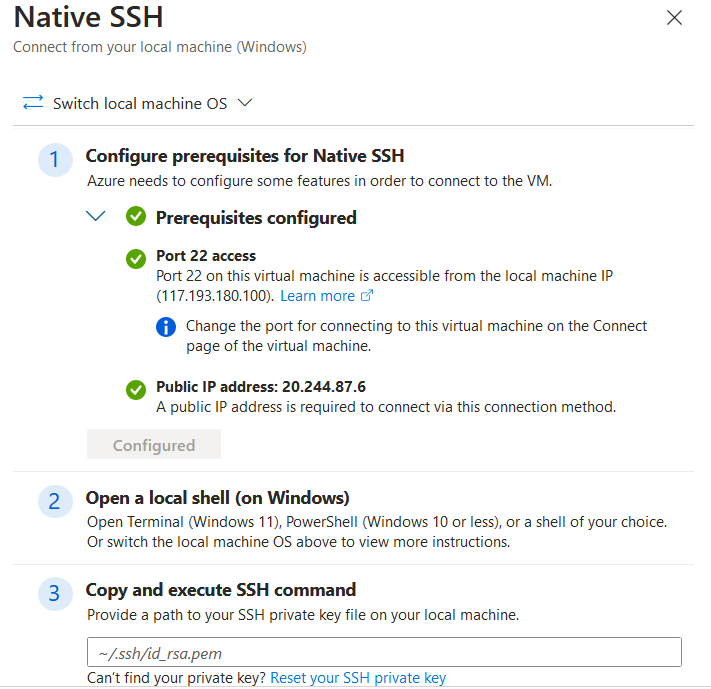 Native SSH
Connect from your local machine (Windows)
Switch local machine OS
1
Configure prerequisites for Native SSH
Azure needs to configure some features in order to connect to the VM.
Prerequisites configured
Port 22 access
Port 22 on this virtual machine is accessible from the local machine IP
(117.193.180.100). Learn more
Change the port for connecting to this virtual machine on the Connect
page of the virtual machine.
Public IP address: 20.244.87.6
A public IP address is required to connect via this connection method.
Configured
2
Open a local shell (on Windows)
Open Terminal (Windows 11), PowerShell (Windows 10 or less), or a shell of your choice.
Or switch the local machine OS above to view more instructions.
3
Copy and execute SSH command
Provide a path to your SSH private key file on your local machine.
~/.ssh/id_rsa.pem
Can't find your private key? Reset your SSH private key